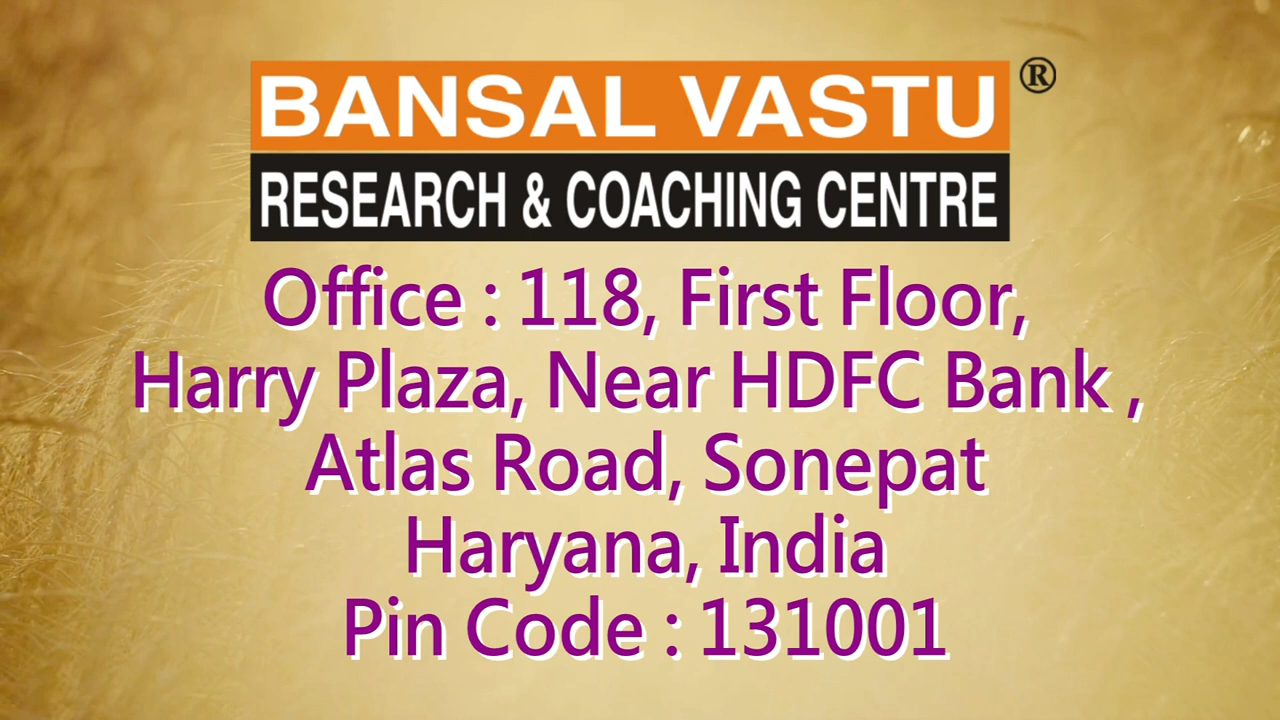 BANSAL VASTU ®
RESEARCH & COACHING CENTRE
Office : 118, First Floor,
Harry Plaza, Near HDFC Bank ,
Atlas Road, Sonepat
Haryana, India
Pin Code : 131001